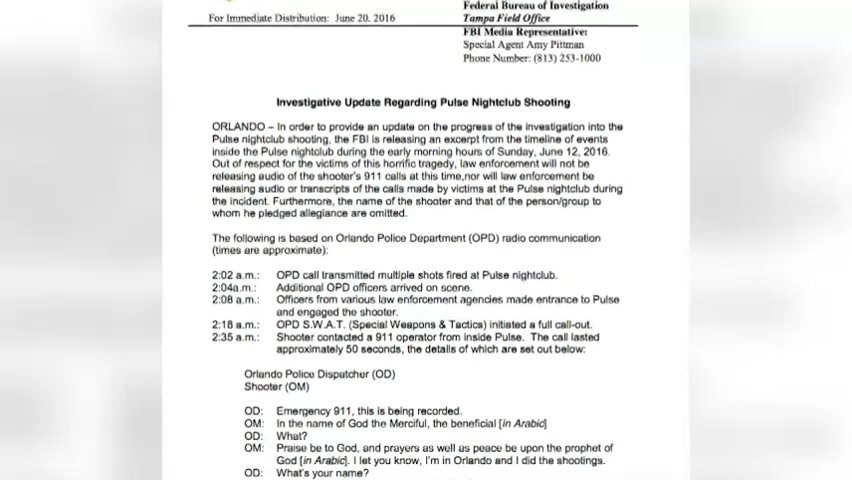 Federal Bureau of Investigation
For Immediate Distribution: June 20, 2016
Tampa Field Office
FBI Media Representative:
Special Agent Amy Pittman
Phone Number: (813) 253-1000
Investigative Update Regarding Pulse Nightclub Shooting
ORLANDO – In order to provide an update on the progress of the investigation into the
Pulse nightclub shooting, the FBI is releasing an excerpt from the timeline of events
inside the Pulse nightclub during the early morning hours of Sunday, June 12, 2016.
Out of respect for the victims of this horrific tragedy, law enforcement will not be
releasing audio of the shooter's 911 calls at this time,nor will law enforcement be
releasing audio or transcripts of the calls made by victims at the Pulse nightclub during
the incident. Furthermore, the name of the shooter and that of the person/group to
whom he pledged allegiance are omitted.
The following is based on Orlando Police Department (OPD) radio communication
(times are approximate):
2:02 a.m.: OPD call transmitted multiple shots fired at Pulse nightclub.
2:04a.m.: Additional OPD officers arrived on scene.
2:08 a.m.: Officers from various law enforcement agencies made entrance to Pulse
and engaged the shooter.
2:18 a.m.: OPD S.W.A.T. (Special Weapons & Tactics) initiated a full call-out.
2:35 a.m.: Shooter contacted a 911 operator from inside Pulse. The call lasted
approximately 50 seconds, the details of which are set out below:
Orlando Police Dispatcher (OD)
Shooter (OM)
OD: Emergency 911, this is being recorded.
OM: In the name of God the Merciful, the beneficial [in Arabic]
OD: What?
OM: Praise be to God, and prayers as well as peace be upon the prophet of
God [in Arabic]. I let you know, I'm in Orlando and I did the shootings.
OD: What's your name?